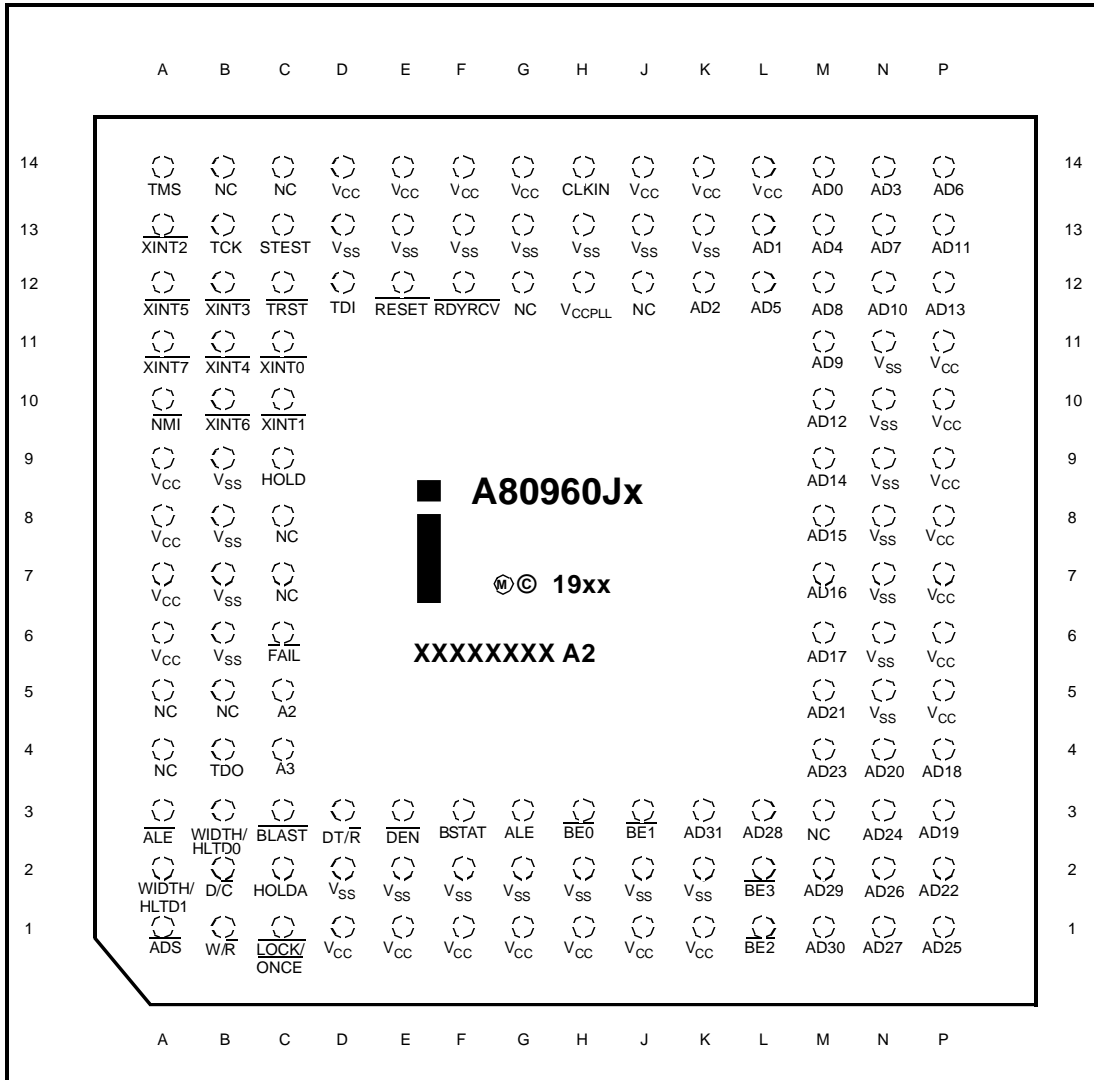 A B C D E F G H J K L M N P
14 14
TMS NC NC VCC VCC VCC VCC CLKIN VCC VCC VCC AD0 AD3 AD6
13 13
XINT2 TCK STEST VSS VSS VSS VSS VSS VSS VSS AD1 AD4 AD7 AD11
12 12
XINT5 XINT3 TRST TDI RESET RDYRCV NC VCCPLL NC AD2 AD5 AD8 AD10 AD13
11 11
XINT7 XINT4 XINT0 AD9 VSS VCC
10 10
NMI XINT6 XINT1 AD12 VSS VCC
9 9
VCC VSS HOLD AD14 VSS VCC
i A80960Jx
8 8
VCC VSS NC AD15 VSS VCC
7 7
VCC VSS NC AD16 VSS VCC
Ⓜ © 19xx
6 6
VCC VSS FAIL AD17 VSS VCC
XXXXXXXX A2
5 5
NC NC A2 AD21 VSS VCC
4 4
NC TDO A3 AD23 AD20 AD18
3 3
ALE WIDTH/ BLAST DT/R DEN BSTAT ALE BE0 BE1 AD31 AD28 NC AD24 AD19
HLTD0
2 2
WIDTH/ D/C HOLDA VSS VSS VSS VSS VSS VSS VSS BE3 AD29 AD26 AD22
HLTD1
1 1
ADS W/R LOCK/ VCC VCC VCC VCC VCC VCC VCC BE2 AD30 AD27 AD25
ONCE
A B C D E F G H J K L M N P